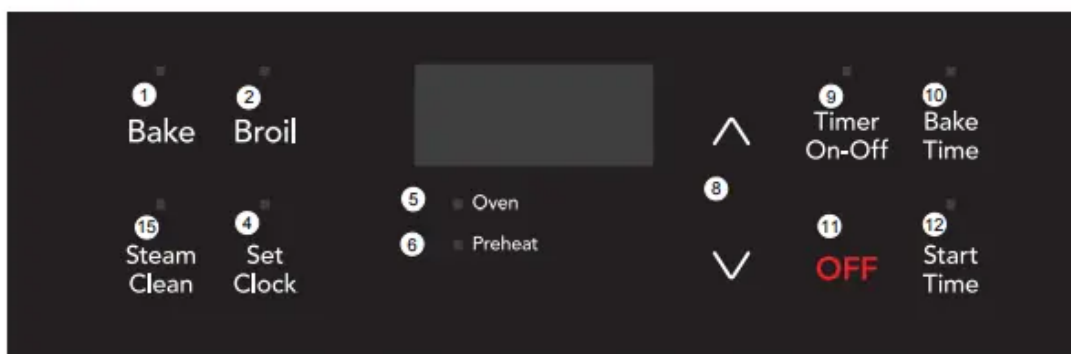 1
Bake
2
Broil
9
Timer
On-Off
10
Bake
Time
5
Oven
8
6
Preheat
15
Steam
Clean
4
Set
Clock
11
OFF
12
Start
Time